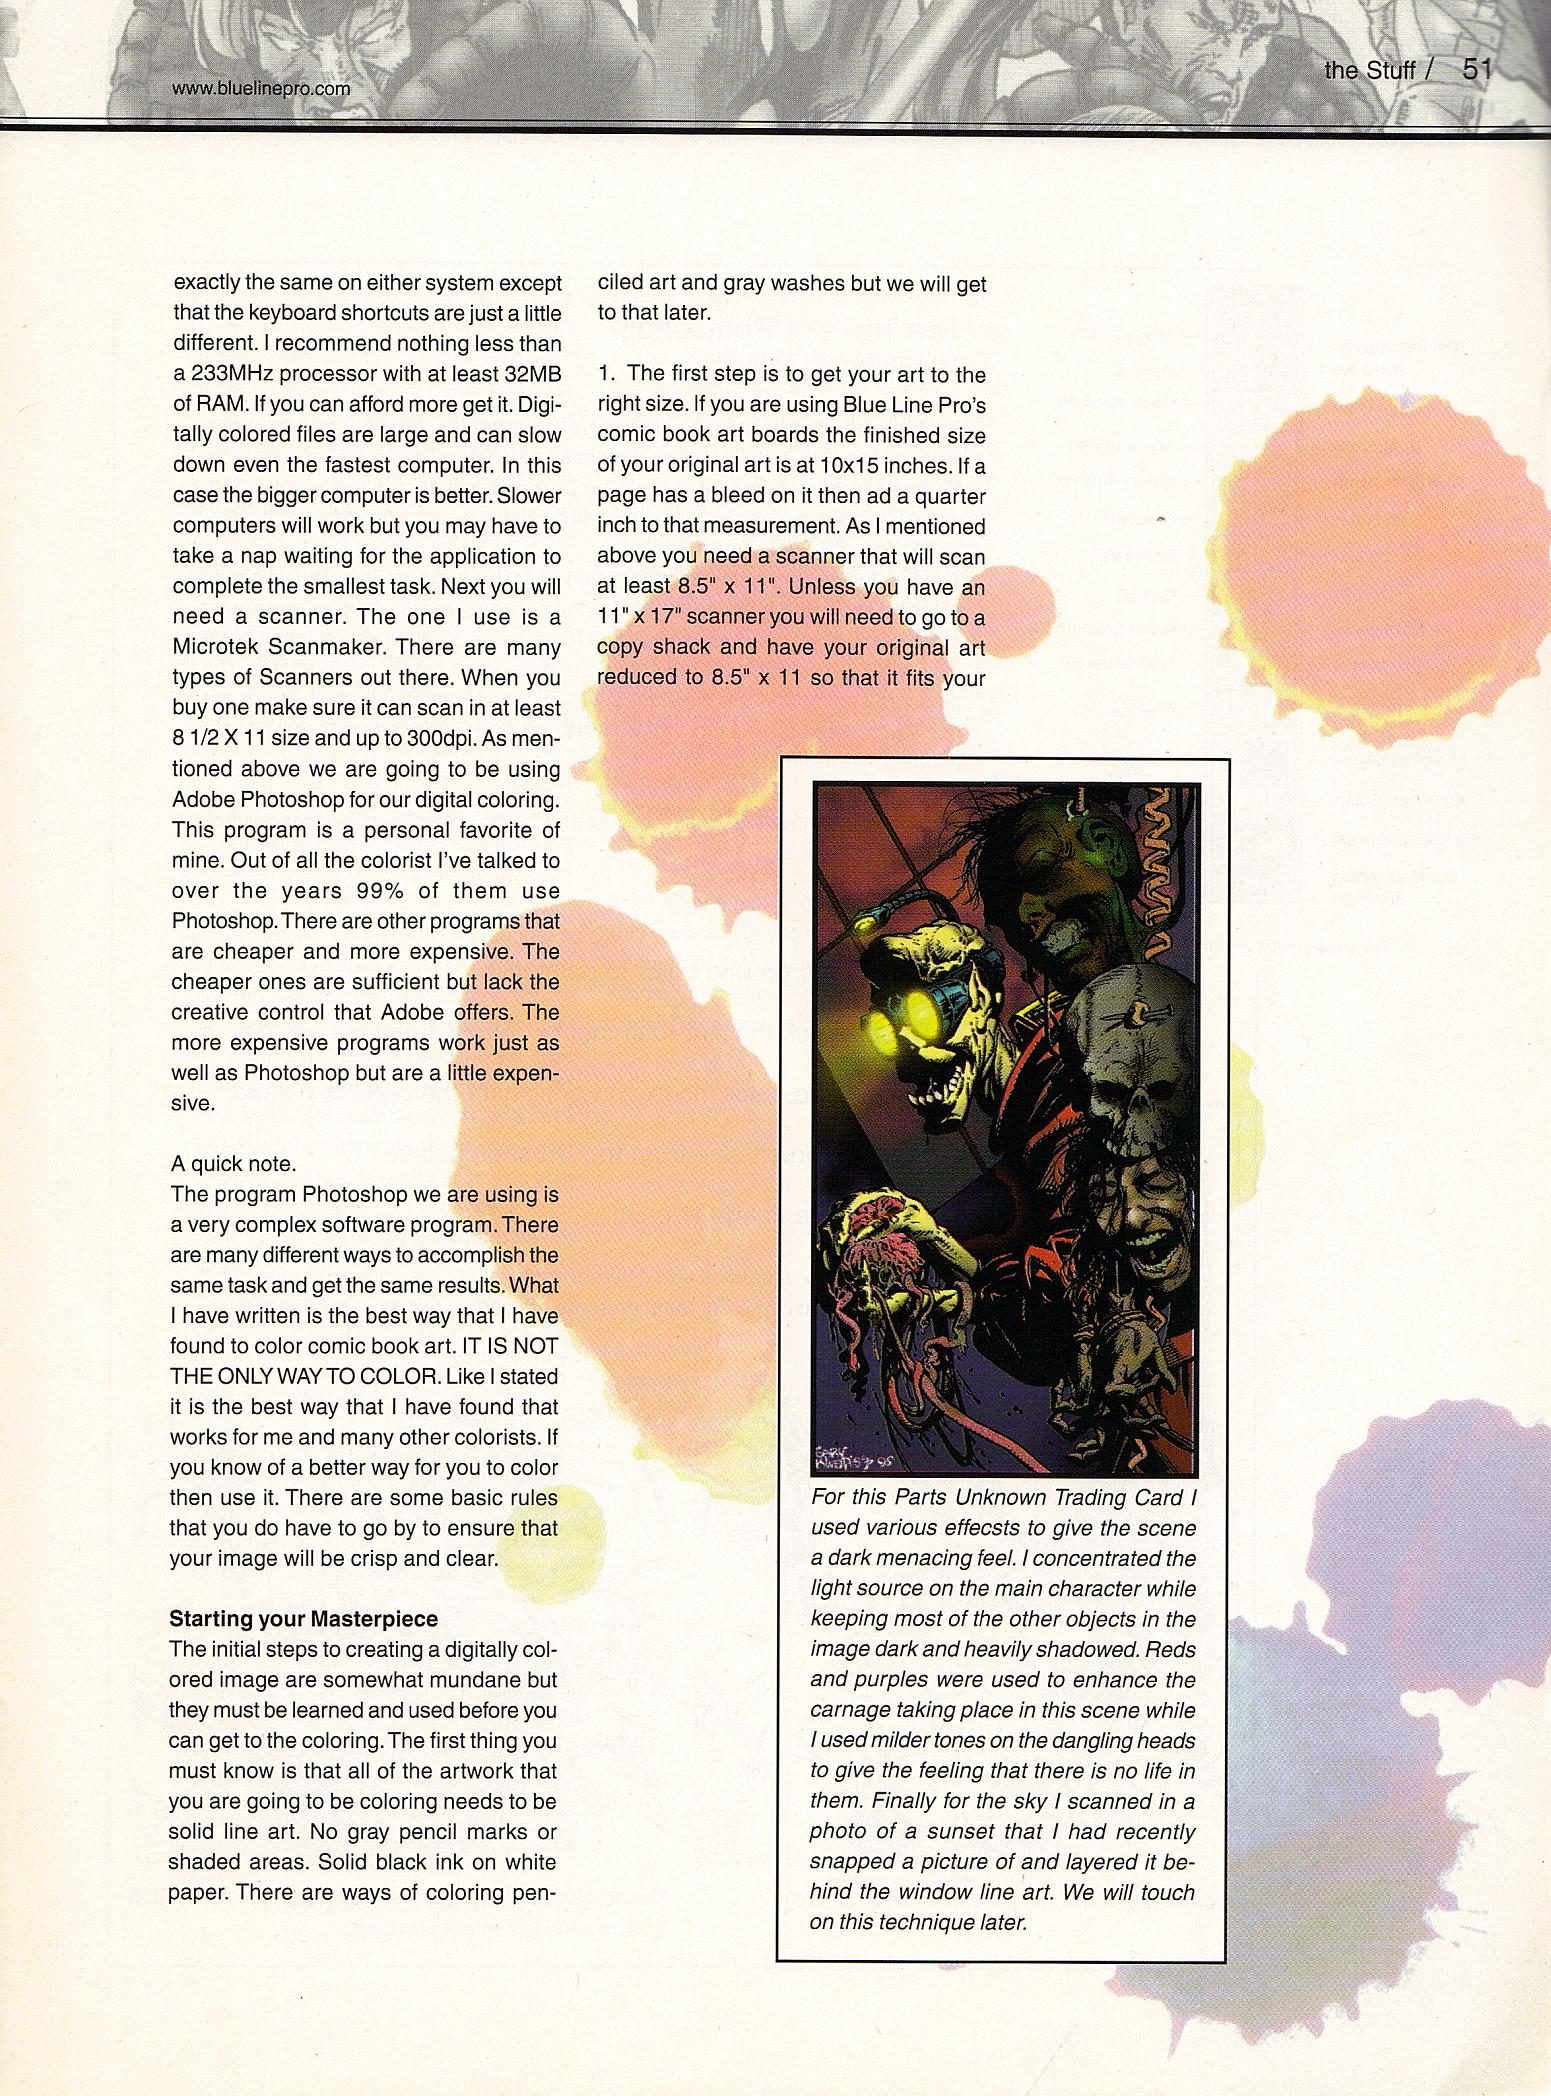 www.bluelinepro.com
the Stuff / 51
exactly the same on either system except
that the keyboard shortcuts are just a little
different. I recommend nothing less than
a 233MHz processor with at least 32MB
of RAM. If you can afford more get it. Digi-
tally colored files are large and can slow
down even the fastest computer. In this
case the bigger computer is better. Slower
computers will work but you may have to
take a nap waiting for the application to
complete the smallest task. Next you will
need a scanner. The one I use is a
Microtek Scanmaker. There are many
types of Scanners out there. When you
buy one make sure it can scan in at least
8 1/2 X 11 size and up to 300dpi. As men-
tioned above we are going to be using
Adobe Photoshop for our digital coloring.
This program is a personal favorite of
mine. Out of all the colorist I've talked to
over the years 99% of them use
Photoshop. There are other programs that
are cheaper and more expensive. The
cheaper ones are sufficient but lack the
creative control that Adobe offers. The
more expensive programs work just as
well as Photoshop but are a little expen-
sive.
A quick note.
The program Photoshop we are using is
a very complex software program. There
are many different ways to accomplish the
same task and get the same results. What
I have written is the best way that I have
found to color comic book art. IT IS NOT
THE ONLY WAY TO COLOR. Like I stated
it is the best way that I have found that
works for me and many other colorists. If
you know of a better way for you to color
then use it. There are some basic rules
that you do have to go by to ensure that
your image will be crisp and clear.
Starting your Masterpiece
The initial steps to creating a digitally col-
ored image are somewhat mundane but
they must be learned and used before you
can get to the coloring. The first thing you
must know is that all of the artwork that
you are going to be coloring needs to be
solid line art. No gray pencil marks or
shaded areas. Solid black ink on white
paper. There are ways of coloring pen-
ciled art and gray washes but we will get
to that later.
1. The first step is to get your art to the
right size. If you are using Blue Line Pro's
comic book art boards the finished size
of your original art is at 10x15 inches. If a
page has a bleed on it then ad a quarter
inch to that measurement. As I mentioned
above you need a scanner that will scan
at least 8.5" x 11". Unless you have an
11" x 17" scanner you will need to go to a
copy shack and have your original art
reduced to 8.5" x 11 so that it fits your
For this Parts Unknown Trading Card I
used various effecsts to give the scene
a dark menacing feel. I concentrated the
light source on the main character while
keeping most of the other objects in the
image dark and heavily shadowed. Reds
and purples were used to enhance the
carnage taking place in this scene while
I used milder tones on the dangling heads
to give the feeling that there is no life in
them. Finally for the sky I scanned in a
photo of a sunset that I had recently
snapped a picture of and layered it be-
hind the window line art. We will touch
on this technique later.